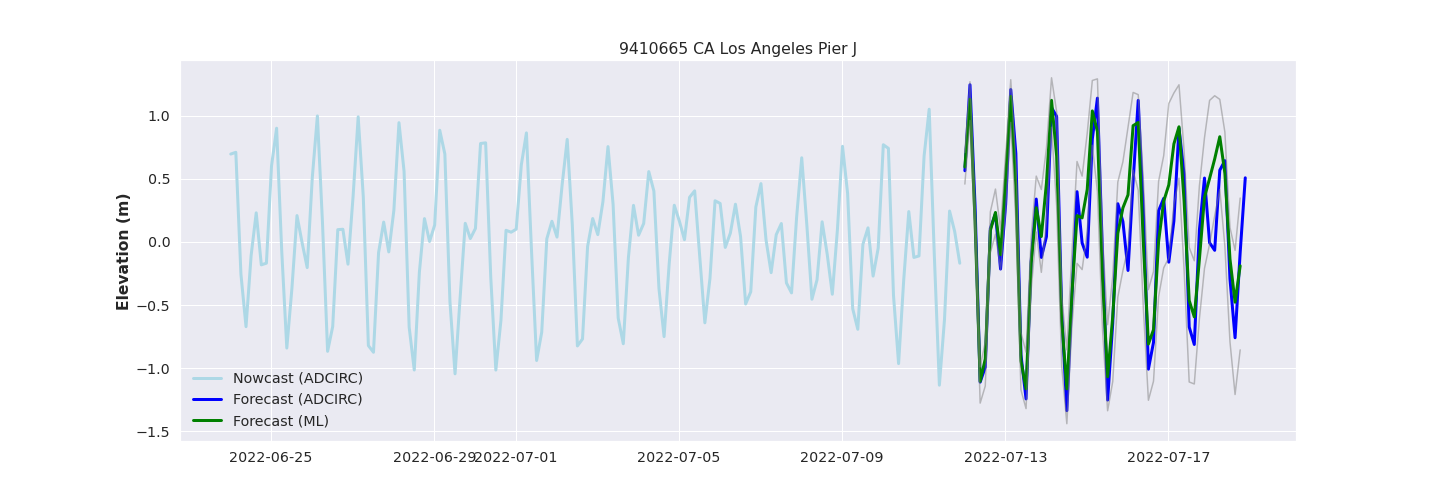 9410665 CA Los Angeles Pier J
Elevation (m)
1.0
0.5
0.0
−0.5
−1.0
−1.5
Nowcast (ADCIRC)
Forecast (ADCIRC)
Forecast (ML)
2022-06-25 2022-06-29 2022-07-01 2022-07-05 2022-07-09 2022-07-13 2022-07-17